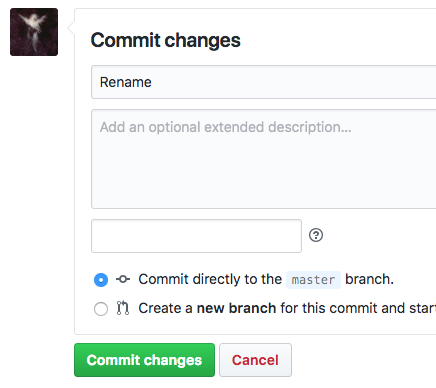 Commit changes
Rename
Add an optional extended description...
Commit directly to the master branch.
Create a new branch for this commit and start
Commit changes
Cancel